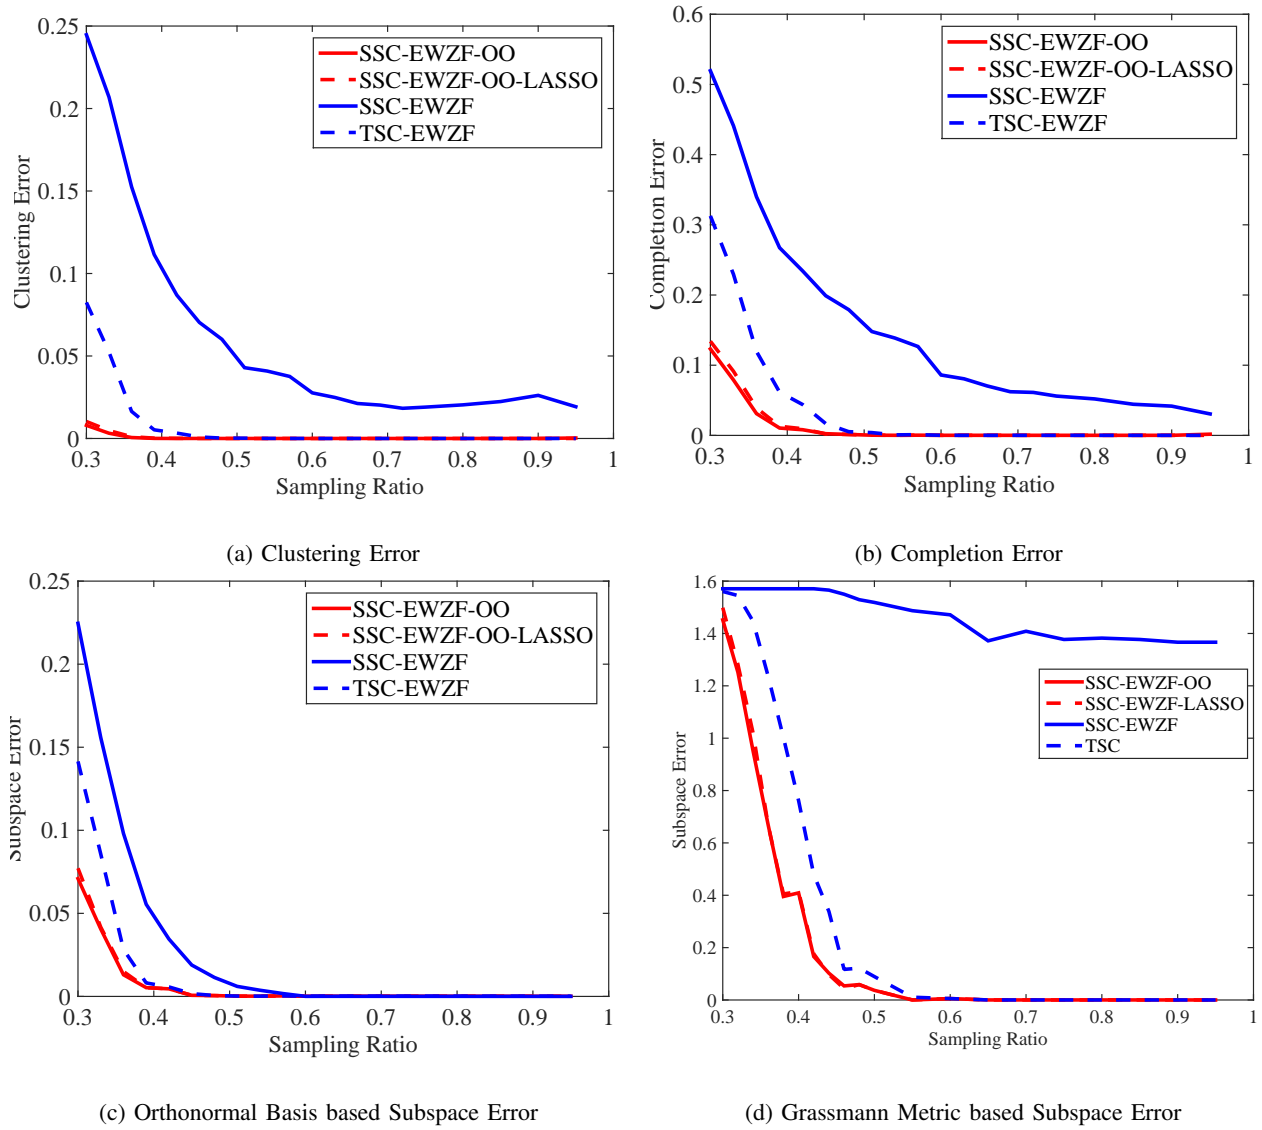 0.25
0.2
0.15
0.1
0.05
0
0.3 0.4 0.5 0.6 0.7 0.8 0.9 1
Clustering Error
Sampling Ratio
SSC-EWZF-OO
SSC-EWZF-OO-LASSO
SSC-EWZF
TSC-EWZF
(a) Clustering Error
0.6
0.5
0.4
0.3
0.2
0.1
0
0.3 0.4 0.5 0.6 0.7 0.8 0.9 1
Completion Error
Sampling Ratio
SSC-EWZF-OO
SSC-EWZF-OO-LASSO
SSC-EWZF
TSC-EWZF
(b) Completion Error
0.25
0.2
0.15
0.1
0.05
0
0.3 0.4 0.5 0.6 0.7 0.8 0.9 1
Subspace Error
Sampling Ratio
SSC-EWZF-OO
SSC-EWZF-OO-LASSO
SSC-EWZF
TSC-EWZF
(c) Orthonormal Basis based Subspace Error
1.6
1.4
1.2
1
0.8
0.6
0.4
0.2
0
0.3 0.4 0.5 0.6 0.7 0.8 0.9 1
Subspace Error
Sampling Ratio
SSC-EWZF-OO
SSC-EWZF-LASSO
SSC-EWZF
TSC
(d) Grassmann Metric based Subspace Error